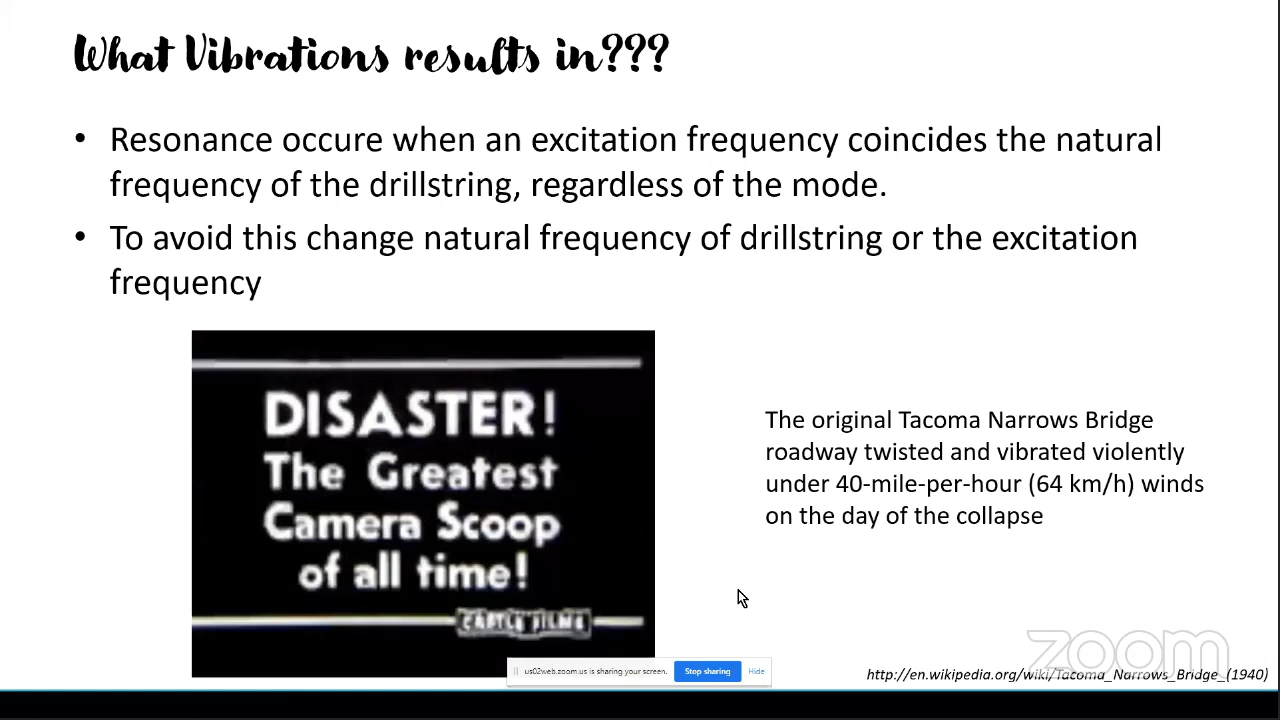 What Vibrations results in???
• Resonance occure when an excitation frequency coincides the natural
frequency of the drillstring, regardless of the mode.
• To avoid this change natural frequency of drillstring or the excitation
frequency
DISASTER!
The Greatest
Camera Scoop
of all time!
CASTLE FILMS
The original Tacoma Narrows Bridge
roadway twisted and vibrated violently
under 40-mile-per-hour (64 km/h) winds
on the day of the collapse
zoom
us02web.zoom.us is sharing your screen. Stop sharing Hide
http://en.wikipedia.org/wiki/Tacoma_Narrows_Bridge_(1940)